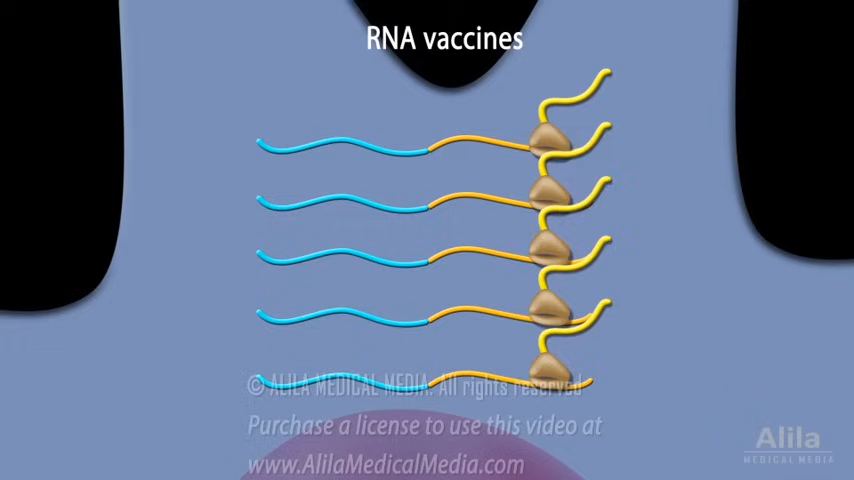 RNA vaccines
© ALILA MEDICAL MEDIA. All rights reserved
Purchase a license to use this video at
www.AlilaMedicalMedia.com
Alila
MEDICAL MEDIA